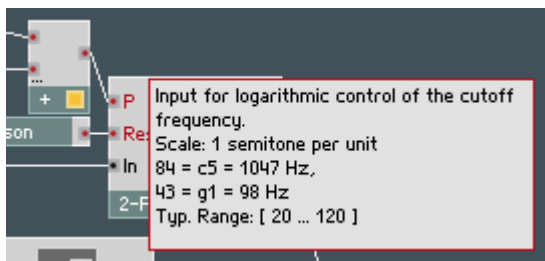 ...
+
P
son
Res
In
2-F
Input for logarithmic control of the cutoff
frequency.
Scale: 1 semitone per unit
84 = c5 = 1047 Hz,
43 = g1 = 98 Hz
Typ. Range: [ 20 ... 120 ]